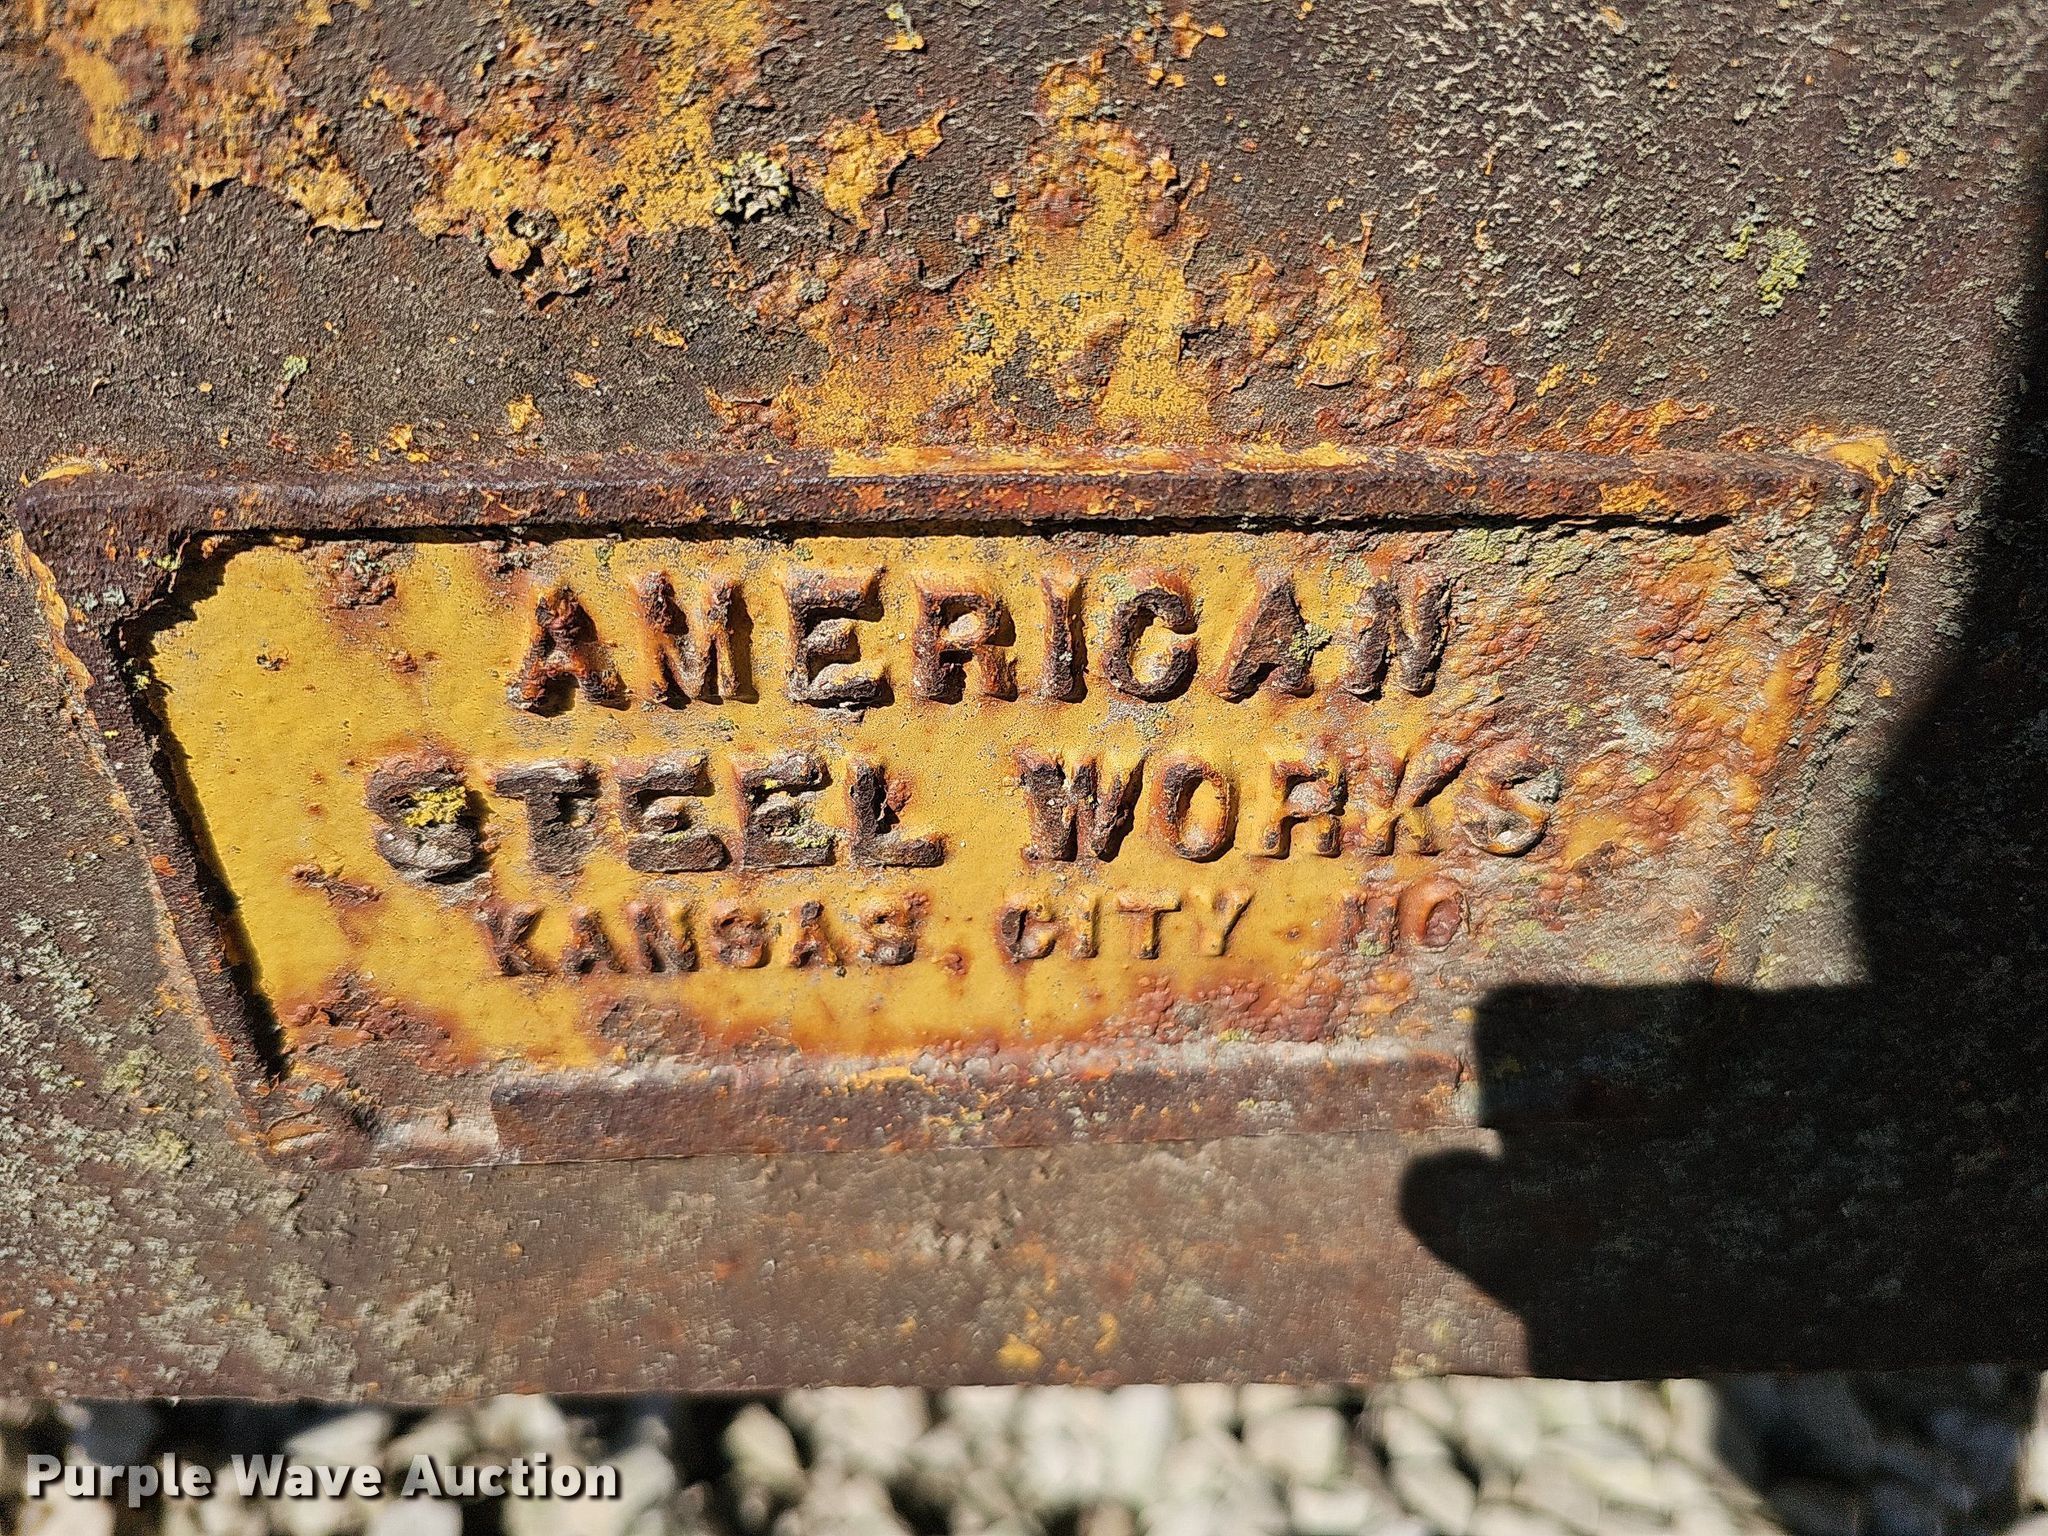 AMERICAN
STEEL WORKS
KANSAS. CITY. MO
Purple Wave Auction